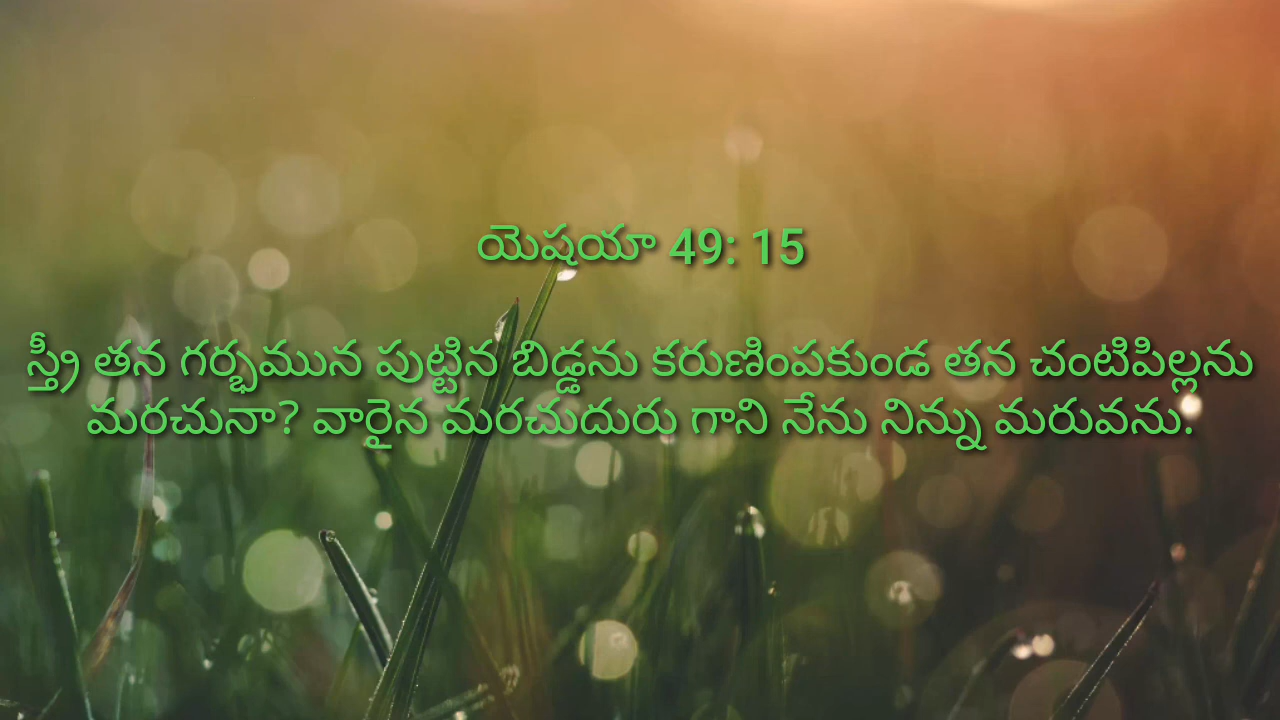 యెషయా 49: 15
స్త్రీ తన గర్భమున పుట్టిన బిడ్డను కరుణింపకుండ తన చంటిపిల్లను
మరచునా? వారైన మరచుదురు గాని నేను నిన్ను మరువను.